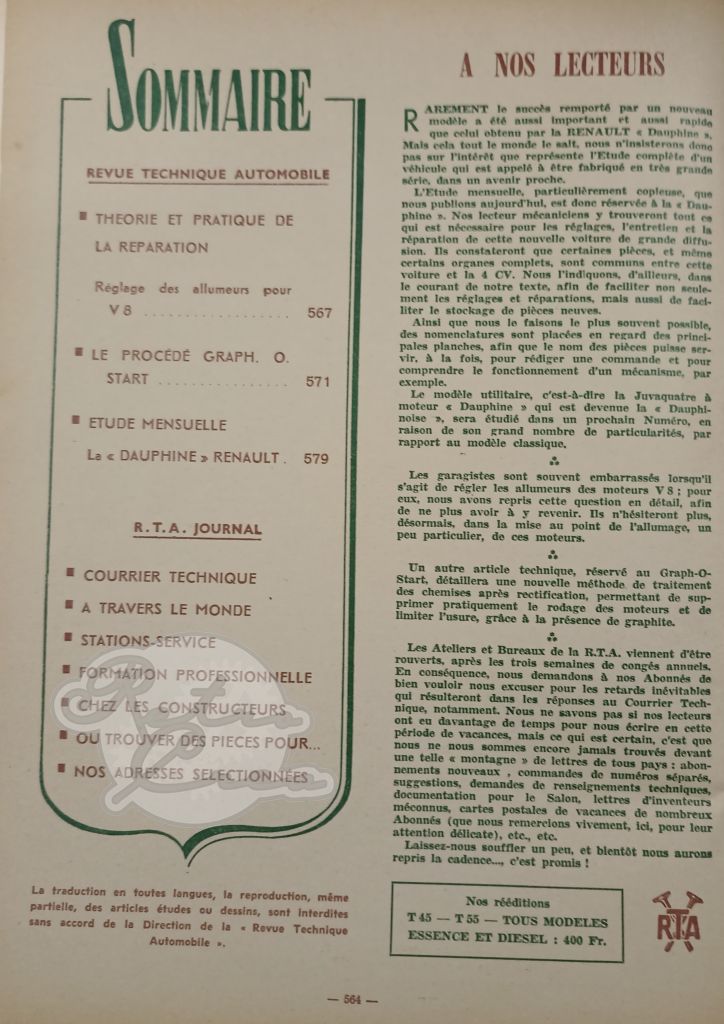 SOMMAIRE
REVUE TECHNIQUE AUTOMOBILE
THEORIE ET PRATIQUE DE
LA REPARATION
Réglage des allumeurs pour
V 8 .................. 567
LE PROCÉDÉ GRAPH. O.
START ................ 571
ETUDE MENSUELLE
La « DAUPHINE » RENAULT . 579
R.T.A. JOURNAL
COURRIER TECHNIQUE
A TRAVERS LE MONDE
STATIONS-SERVICE
FORMATION PROFESSIONNELLE
CHEZ LES CONSTRUCTEURS
OU TROUVER DES PIECES POUR...
NOS ADRESSES SELECTIONNÉES
La traduction en toutes langues, la reproduction, même
partielle, des articles études ou dessins, sont interdites
sans accord de la Direction de la « Revue Technique
Automobile ».
A NOS LECTEURS
RAREMENT le succès remporté par un nouveau
modèle a été aussi important et aussi rapide
que celui obtenu par la RENAULT « Dauphine ».
Mais cela tout le monde le sait, nous n'insisterons donc
pas sur l'intérêt que représente l'Etude complète d'un
véhicule qui est appelé à être fabriqué en très grande
série, dans un avenir proche.
L'Etude mensuelle, particulièrement copieuse, que
nous publions aujourd'hui, est donc réservée à la « Dau-
phine ». Nos lecteur mécaniciens y trouveront tout ce
qui est nécessaire pour les réglages, l'entretien et la
réparation de cette nouvelle voiture de grande diffu-
sion. Ils constateront que certaines pièces, et même
certains organes complets, sont communs entre cette
voiture et la 4 CV. Nous l'indiquons, d'ailleurs, dans
le courant de notre texte, afin de faciliter non seule-
ment les réglages et réparations, mais aussi de faci-
liter le stockage de pièces neuves.
Ainsi que nous le faisons le plus souvent possible,
des nomenclatures sont placées en regard des princi-
pales planches, afin que le nom des pièces puisse ser-
vir, à la fois, pour rédiger une commande et pour
comprendre le fonctionnement d'un mécanisme, par
exemple.
Le modèle utilitaire, c'est-à-dire la Juvaquatre à
moteur « Dauphine » qui est devenue la « Dauphi-
noise », sera étudié dans un prochain Numéro, en
raison de son grand nombre de particularités, par
rapport au modèle classique.
Les garagistes sont souvent embarrassés lorsqu'il
s'agit de régler les allumeurs des moteurs V 8 ; pour
eux, nous avons repris cette question en détail, afin
de ne plus avoir à y revenir. Ils n'hésiteront plus,
désormais, dans la mise au point de l'allumage, un
peu particulier, de ces moteurs.
Un autre article technique, réservé au Graph-O-
Start, détaillera une nouvelle méthode de traitement
des chemises après rectification, permettant de sup-
primer pratiquement le rodage des moteurs et de
limiter l'usure, grâce à la présence de graphite.
Les Ateliers et Bureaux de la R.T.A. viennent d'être
rouverts, après les trois semaines de congés annuels.
En conséquence, nous demandons à nos Abonnés de
bien vouloir nous excuser pour les retards inévitables
qui résulteront dans les réponses au Courrier Tech-
nique, notamment. Nous ne savons pas si nos lecteurs
ont eu davantage de temps pour nous écrire en cette
période de vacances, mais ce qui est certain, c'est que
nous ne nous sommes encore jamais trouvés devant
une telle « montagne » de lettres de tous pays : abon-
nements nouveaux , commandes de numéros séparés,
suggestions, demandes de renseignements techniques,
documentation pour le Salon, lettres d'inventeurs
méconnus, cartes postales de vacances de nombreux
Abonnés (que nous remercions vivement, ici, pour leur
attention délicate), etc., etc.
Laissez-nous souffler un peu, et bientôt nous aurons
repris la cadence..., c'est promis !
Nos rééditions
T 45 — T 55 — TOUS MODELES
ESSENCE ET DIESEL : 400 Fr.
RTA
— 564 —